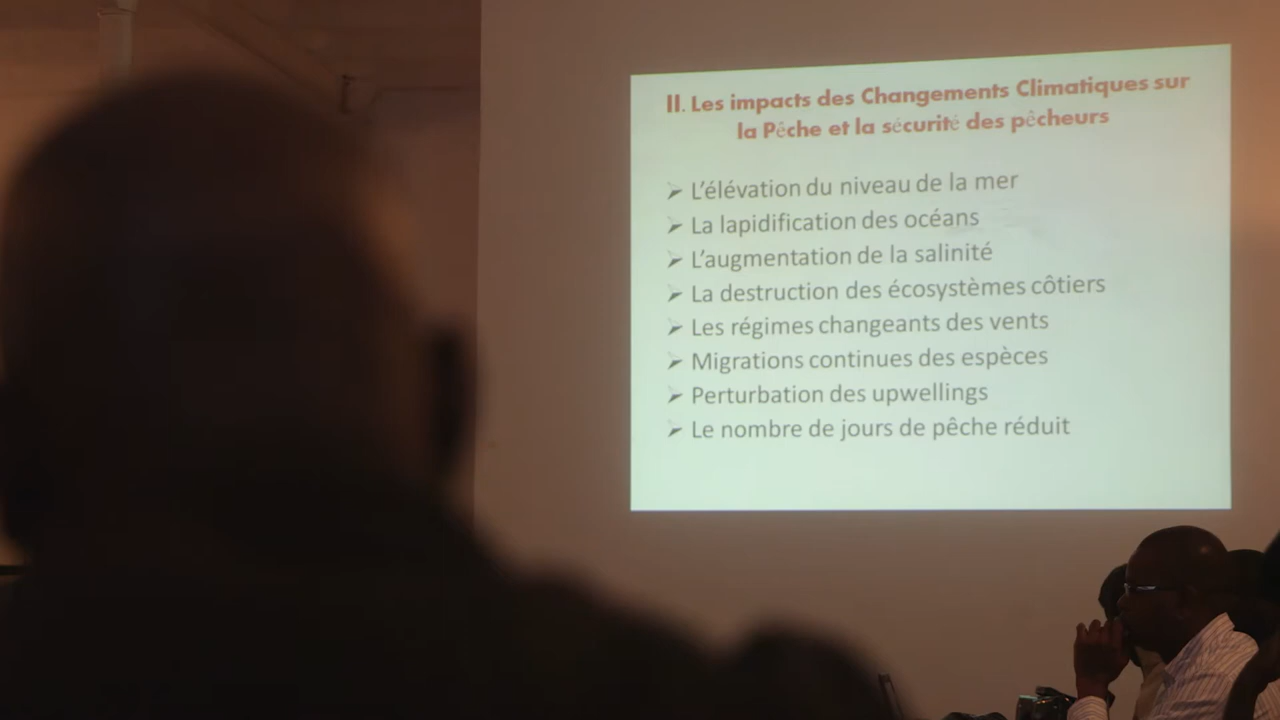 II. Les impacts des Changements Climatiques sur
la Pêche et la sécurité des pêcheurs
➢ L'élévation du niveau de la mer
➢ La lapidification des océans
➢ L'augmentation de la salinité
➢ La destruction des écosystèmes côtiers
➢ Les régimes changeants des vents
➢ Migrations continues des espèces
➢ Perturbation des upwellings
➢ Le nombre de jours de pêche réduit